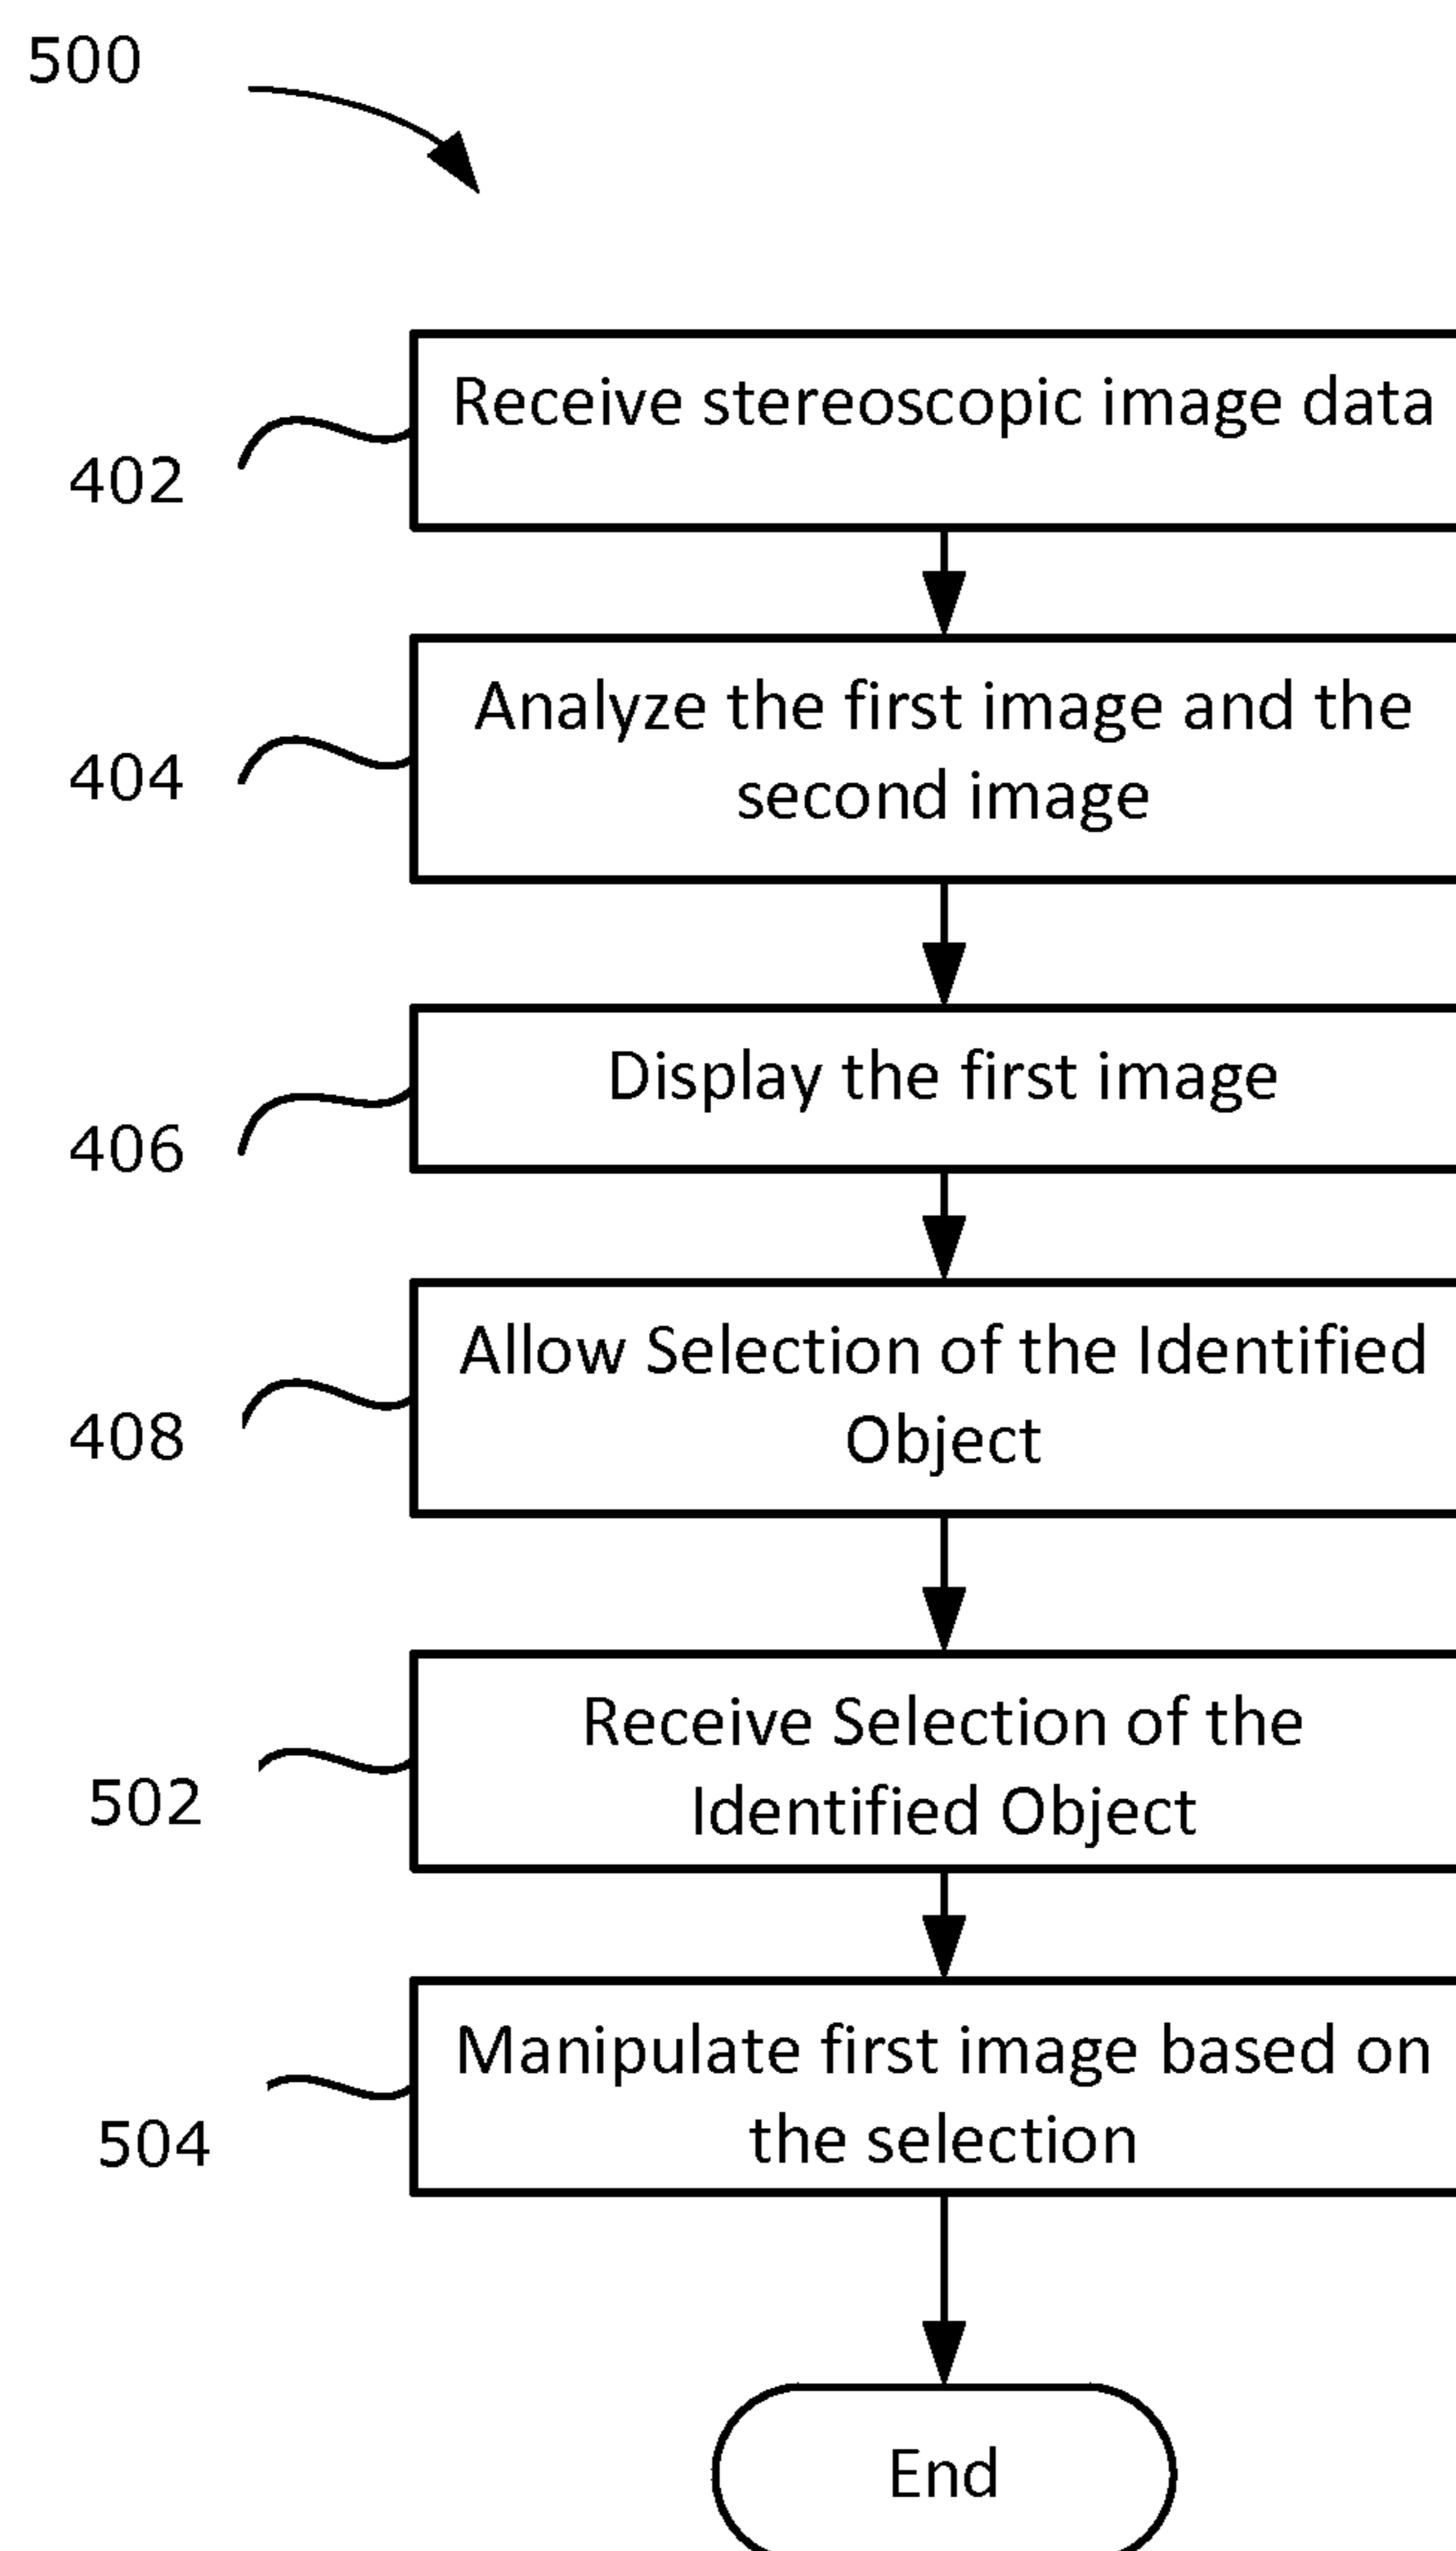 500
Receive stereoscopic image data
402
Analyze the first image and the
second image
404
Display the first image
406
Allow Selection of the Identified
Object
408
Receive Selection of the
Identified Object
502
Manipulate first image based on
the selection
504
End